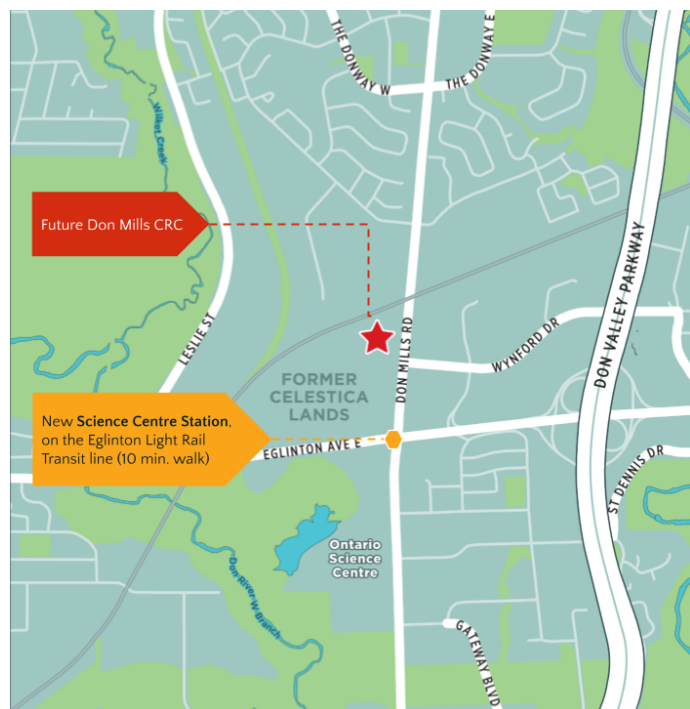 THE DONWAY W
THE DONWAY E
Wilket Creek
Future Don Mills CRC
LESLIE ST
DON MILLS RD
WYNFORD DR
DON VALLEY PARKWAY
FORMER
CELESTICA
LANDS
New Science Centre Station,
on the Eglinton Light Rail
Transit line (10 min. walk)
EGLINTON AVE E
ST DENNIS DR
Ontario
Science
Centre
Don River W Branch
GATEWAY BLVD